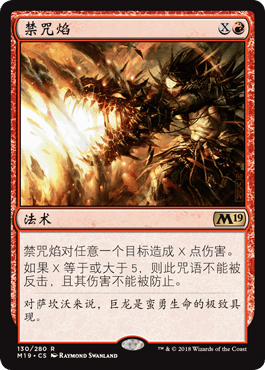 禁咒焰 X
法术 M19
禁咒焰对任意一个目标造成 X 点伤害。
如果 X 等于或大于 5,则此咒语不能被
反击,且其伤害不能被防止。
对萨坎沃来说,巨龙是蛮勇生命的极致具
现。
130/280 R
M19 • CS RAYMOND SWANLAND ™ & © 2018 Wizards of the Coast